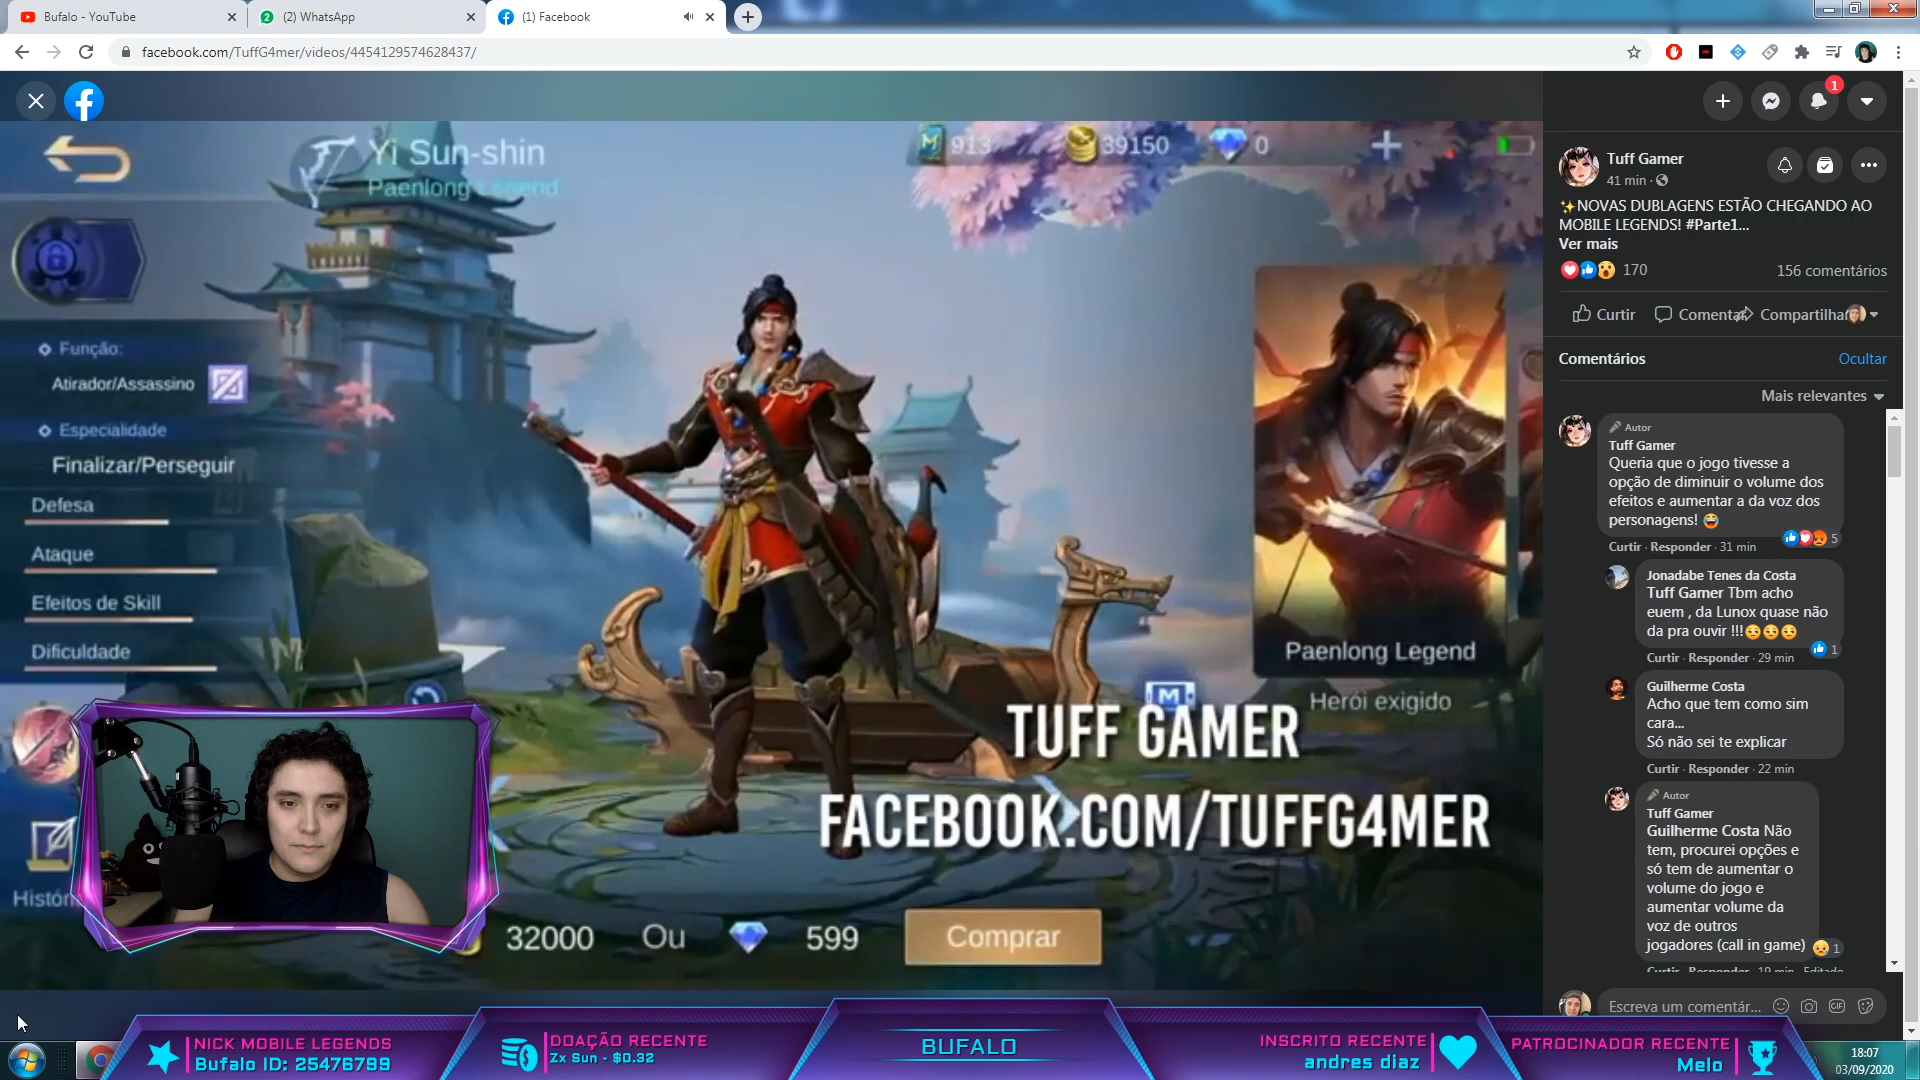 Bufalo - YouTube
(2) WhatsApp
(1) Facebook
facebook.com/TuffG4mer/videos/4454129574628437/
Yi Sun-shin
Paenlong Legend
913
39150
0
Função:
Atirador/Assassino
Especialidade
Finalizar/Perseguir
Defesa
Ataque
Efeitos de Skill
Dificuldade
Paenlong Legend
Herói exigido
TUFF GAMER
FACEBOOK.COM/TUFFG4MER
Históri
32000 Ou 599
Comprar
1
Tuff Gamer
41 min ·
✨NOVAS DUBLAGENS ESTÃO CHEGANDO AO
MOBILE LEGENDS! #Parte1...
Ver mais
170
156 comentários
Curtir
Comentar
Compartilhar
Comentários
Ocultar
Mais relevantes
Autor
Tuff Gamer
Queria que o jogo tivesse a
opção de diminuir o volume dos
efeitos e aumentar a da voz dos
personagens! 😂
5
Curtir · Responder · 31 min
Jonadabe Tenes da Costa
Tuff Gamer Tbm acho
euem , da Lunox quase não
da pra ouvir !!!😒😒😒
1
Curtir · Responder · 29 min
Guilherme Costa
Acho que tem como sim
cara...
Só não sei te explicar
Curtir · Responder · 22 min
Autor
Tuff Gamer
Guilherme Costa Não
tem, procurei opções e
só tem de aumentar o
volume do jogo e
aumentar volume da
voz de outros
jogadores (call in game)
1
Curtir · Responder · 19 min · Editado
Escreva um comentár...
GIF
NICK MOBILE LEGENDS
Bufalo ID: 25476799
DOAÇÃO RECENTE
Zx Sun - $0.32
BUFALO
INSCRITO RECENTE
andres diaz
PATROCINADOR RECENTE
Melo
18:07
03/09/2020